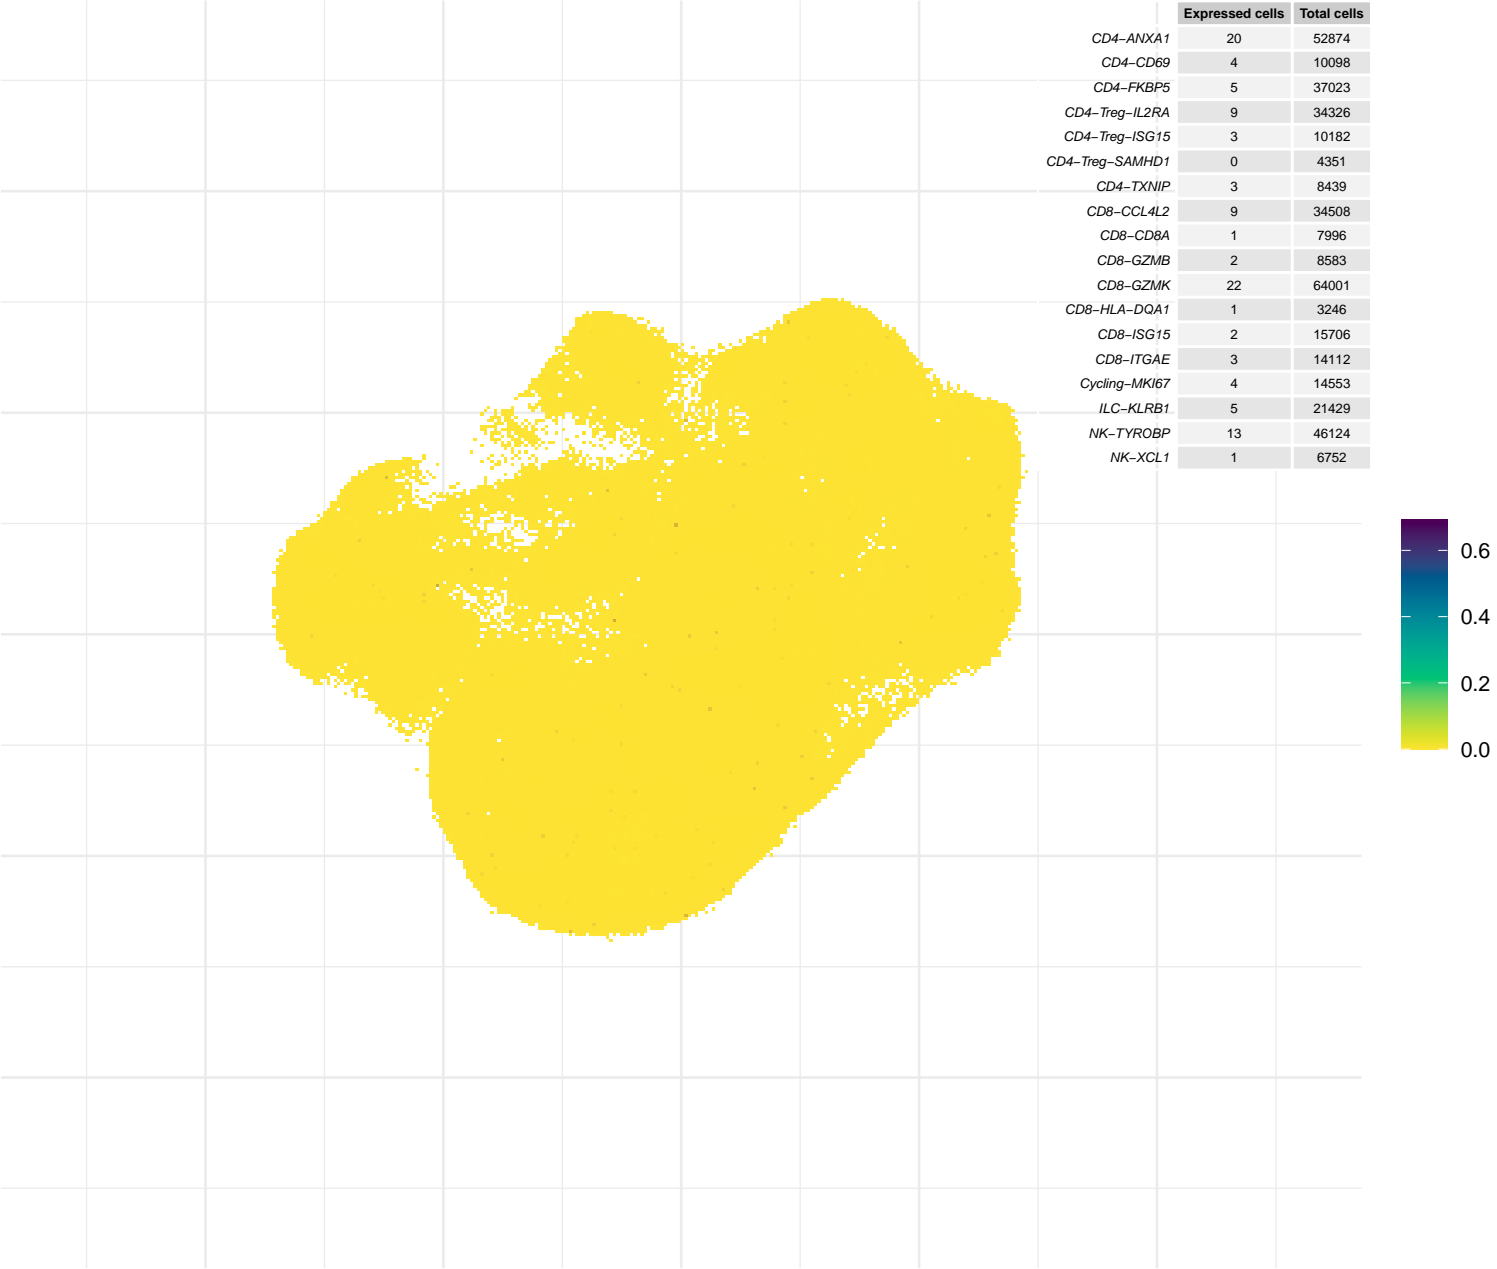 Expressed cells Total cells
CD4−ANXA1 20 52874
CD4−CD69 4 10098
CD4−FKBP5 5 37023
CD4−Treg−IL2RA 9 34326
CD4−Treg−ISG15 3 10182
CD4−Treg−SAMHD1 0 4351
CD4−TXNIP 3 8439
CD8−CCL4L2 9 34508
CD8−CD8A 1 7996
CD8−GZMB 2 8583
CD8−GZMK 22 64001
CD8−HLA−DQA1 1 3246
CD8−ISG15 2 15706
CD8−ITGAE 3 14112
Cycling−MKI67 4 14553
ILC−KLRB1 5 21429
NK−TYROBP 13 46124
NK−XCL1 1 6752
0.6
0.4
0.2
0.0